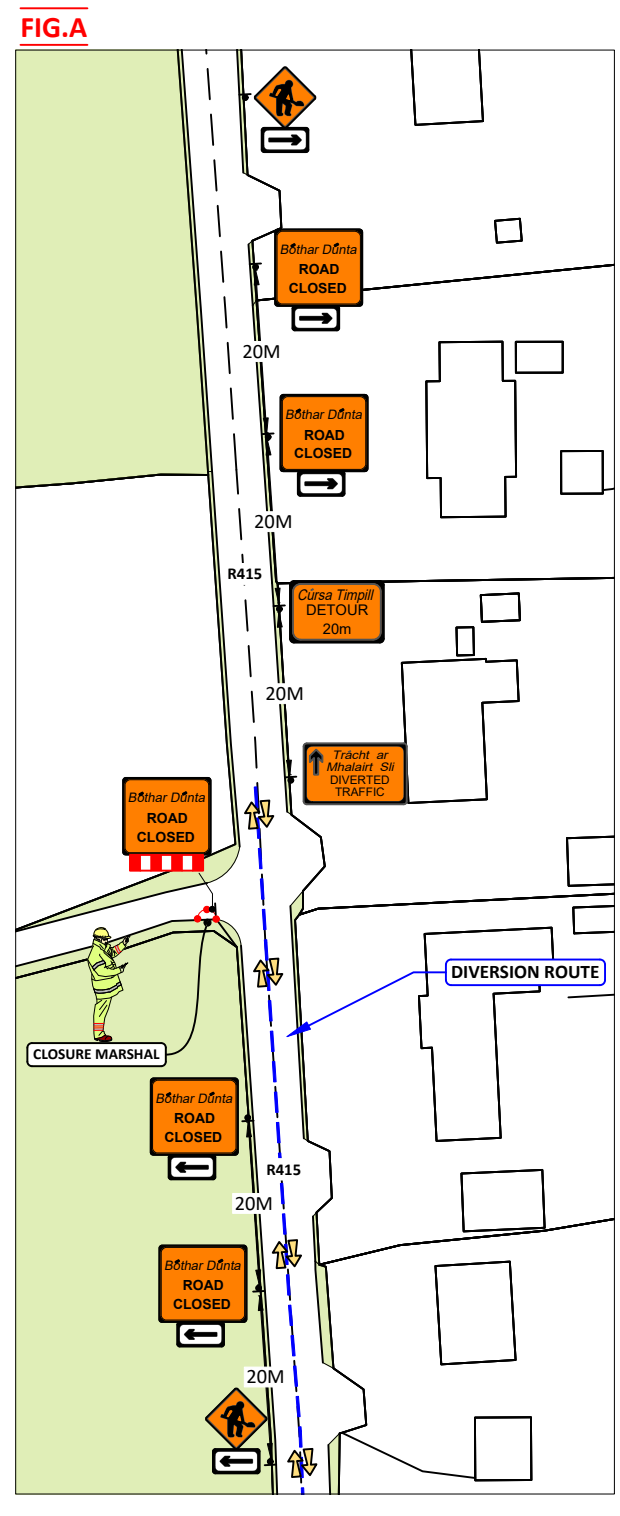 FIG.A
Bóthar Dúnta
ROAD
CLOSED
20M
Bóthar Dúnta
ROAD
CLOSED
20M
R415
Cúrsa Timpill
DETOUR
20m
20M
Trácht ar
Mhalairt Slí
DIVERTED
TRAFFIC
Bóthar Dúnta
ROAD
CLOSED
DIVERSION ROUTE
CLOSURE MARSHAL
Bóthar Dúnta
ROAD
CLOSED
R415
20M
Bóthar Dúnta
ROAD
CLOSED
20M